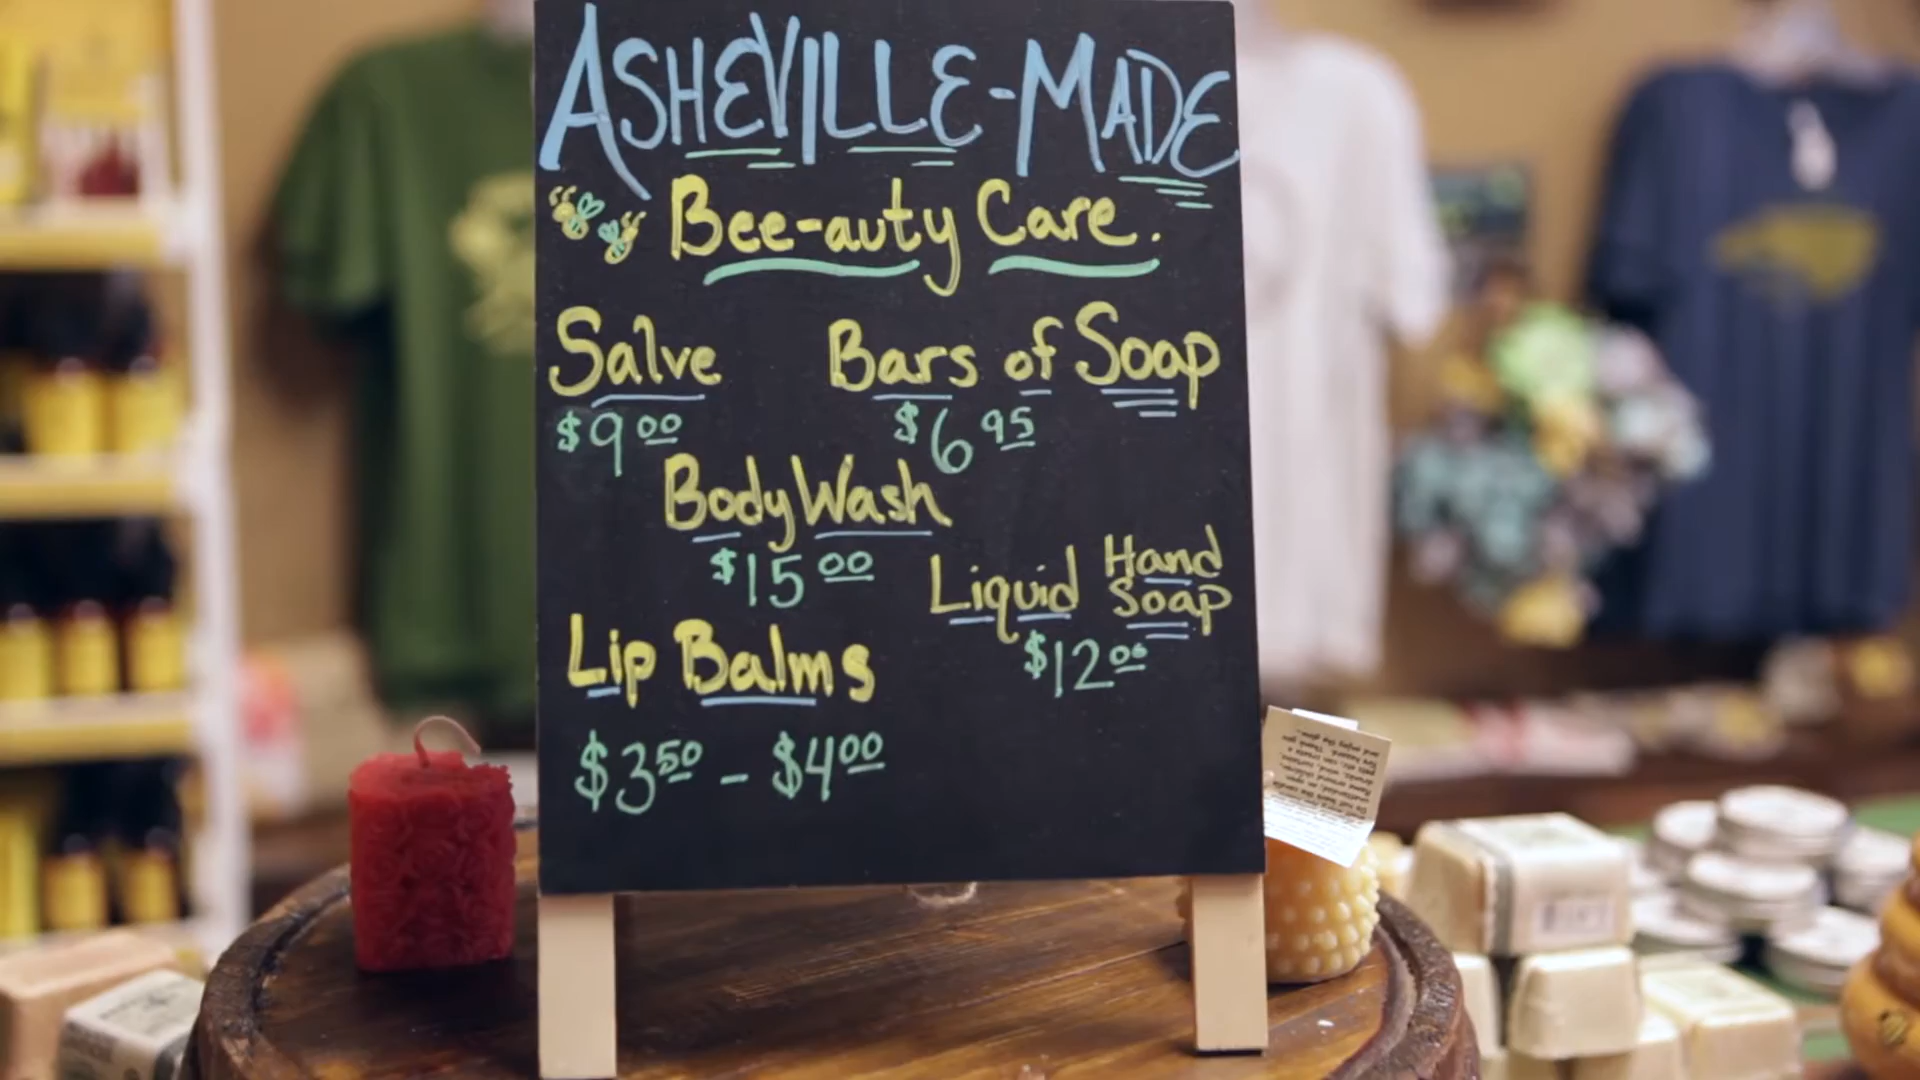 ASHEVILLE-MADE
Bee-auty Care.
Salve
$9.00
Bars of Soap
$6.95
Body Wash
$15.00
Liquid Hand Soap
$12.00
Lip Balms
$3.50 - $4.00